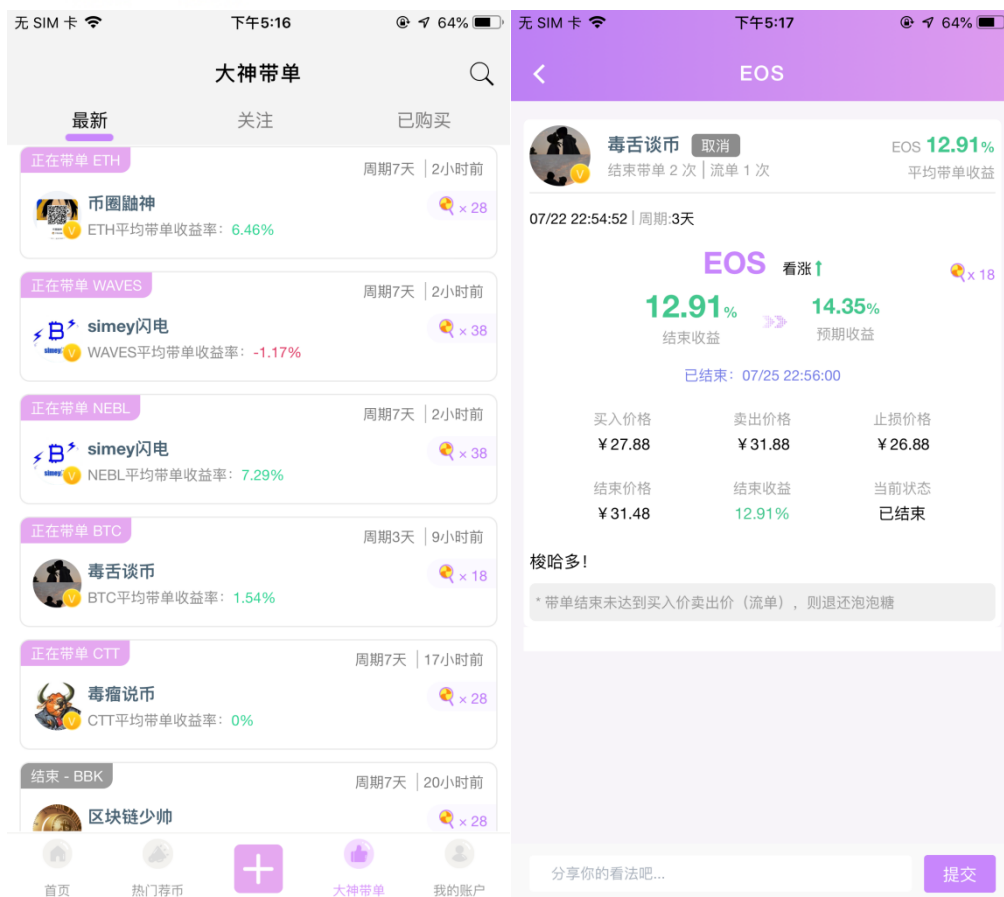 无 SIM 卡 下午5:16 64%
大神带单
最新 关注 已购买
正在带单 ETH
周期7天 2小时前
币圈鼬神
× 28
ETH平均带单收益率： 6.46%
正在带单 WAVES
周期7天 2小时前
simey闪电
× 38
WAVES平均带单收益率： -1.17%
正在带单 NEBL
周期7天 2小时前
simey闪电
× 38
NEBL平均带单收益率： 7.29%
正在带单 BTC
周期3天 9小时前
毒舌谈币
× 18
BTC平均带单收益率： 1.54%
正在带单 CTT
周期7天 17小时前
毒瘤说币
× 28
CTT平均带单收益率： 0%
结束 - BBK
周期7天 20小时前
区块链少帅
× 28
首页 热门荐币 大神带单 我的账户
无 SIM 卡 下午5:17 64%
EOS
毒舌谈币 取消 EOS 12.91%
结束带单 2 次 流单 1 次 平均带单收益
07/22 22:54:52 周期:3天
EOS 看涨
x 18
12.91% 14.35%
结束收益 预期收益
已结束： 07/25 22:56:00
买入价格 卖出价格 止损价格
¥27.88 ¥31.88 ¥26.88
结束价格 结束收益 当前状态
¥31.48 12.91% 已结束
梭哈多!
* 带单结束未达到买入价卖出价（流单），则退还泡泡糖
分享你的看法吧... 提交